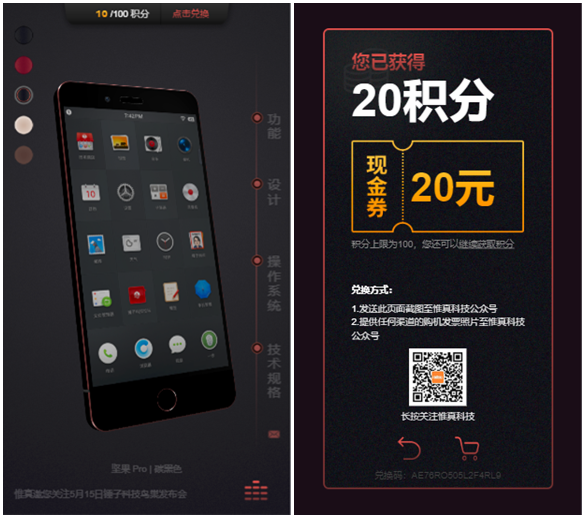 10 /100 积分
点击兑换
7:42PM
功能
设计
操作系统
技术规格
坚果 Pro | 碳黑色
惟真邀您关注5月15日锤子科技鸟巢发布会
您已获得
20积分
现金券
20元
积分上限为100，您还可以继续获取积分
兑换方式：
1.发送此页面截图至惟真科技公众号
2.提供任何渠道的购机发票照片至惟真科技
公众号
长按关注惟真科技
兑换码：AE76RO505L2F4RL9